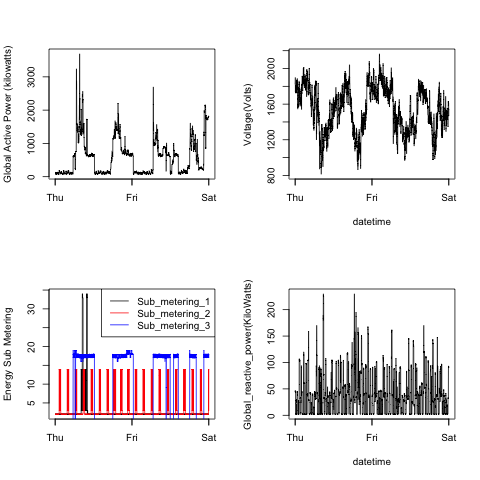 Global Active Power (kilowatts)
0 1000 2000 3000
Thu Fri Sat
Voltage(Volts)
800 1200 1600 2000
Thu Fri Sat
datetime
Energy Sub Metering
5 10 20 30
Sub_metering_1
Sub_metering_2
Sub_metering_3
Thu Fri Sat
Global_reactive_power(KiloWatts)
0 50 100 150 200
Thu Fri Sat
datetime